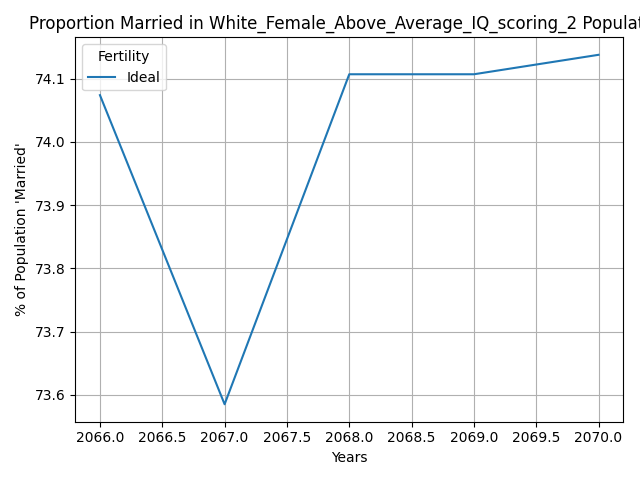 Proportion Married in White_Female_Above_Average_IQ_scoring_2 Populat
Fertility
Ideal
74.1
74.0
73.9
73.8
73.7
73.6
% of Population 'Married'
2066.0 2066.5 2067.0 2067.5 2068.0 2068.5 2069.0 2069.5 2070.0
Years